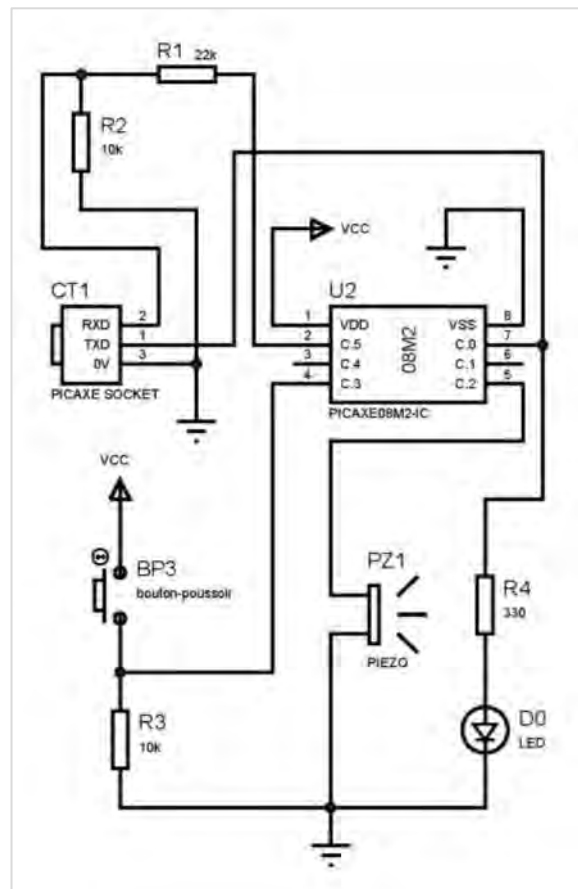 R1 22k
R2
10k
VCC
CT1
U2
RXD 2
TXD 1
0V 3
PICAXE SOCKET
1 VDD VSS 8
2 C.5 C.0 7
3 C.4 C.1 6
4 C.3 C.2 5
08M2
PICAXE08M2-IC
VCC
BP3
bouton-poussoir
PZ1
PIEZO
R4
330
R3
10k
D0
LED